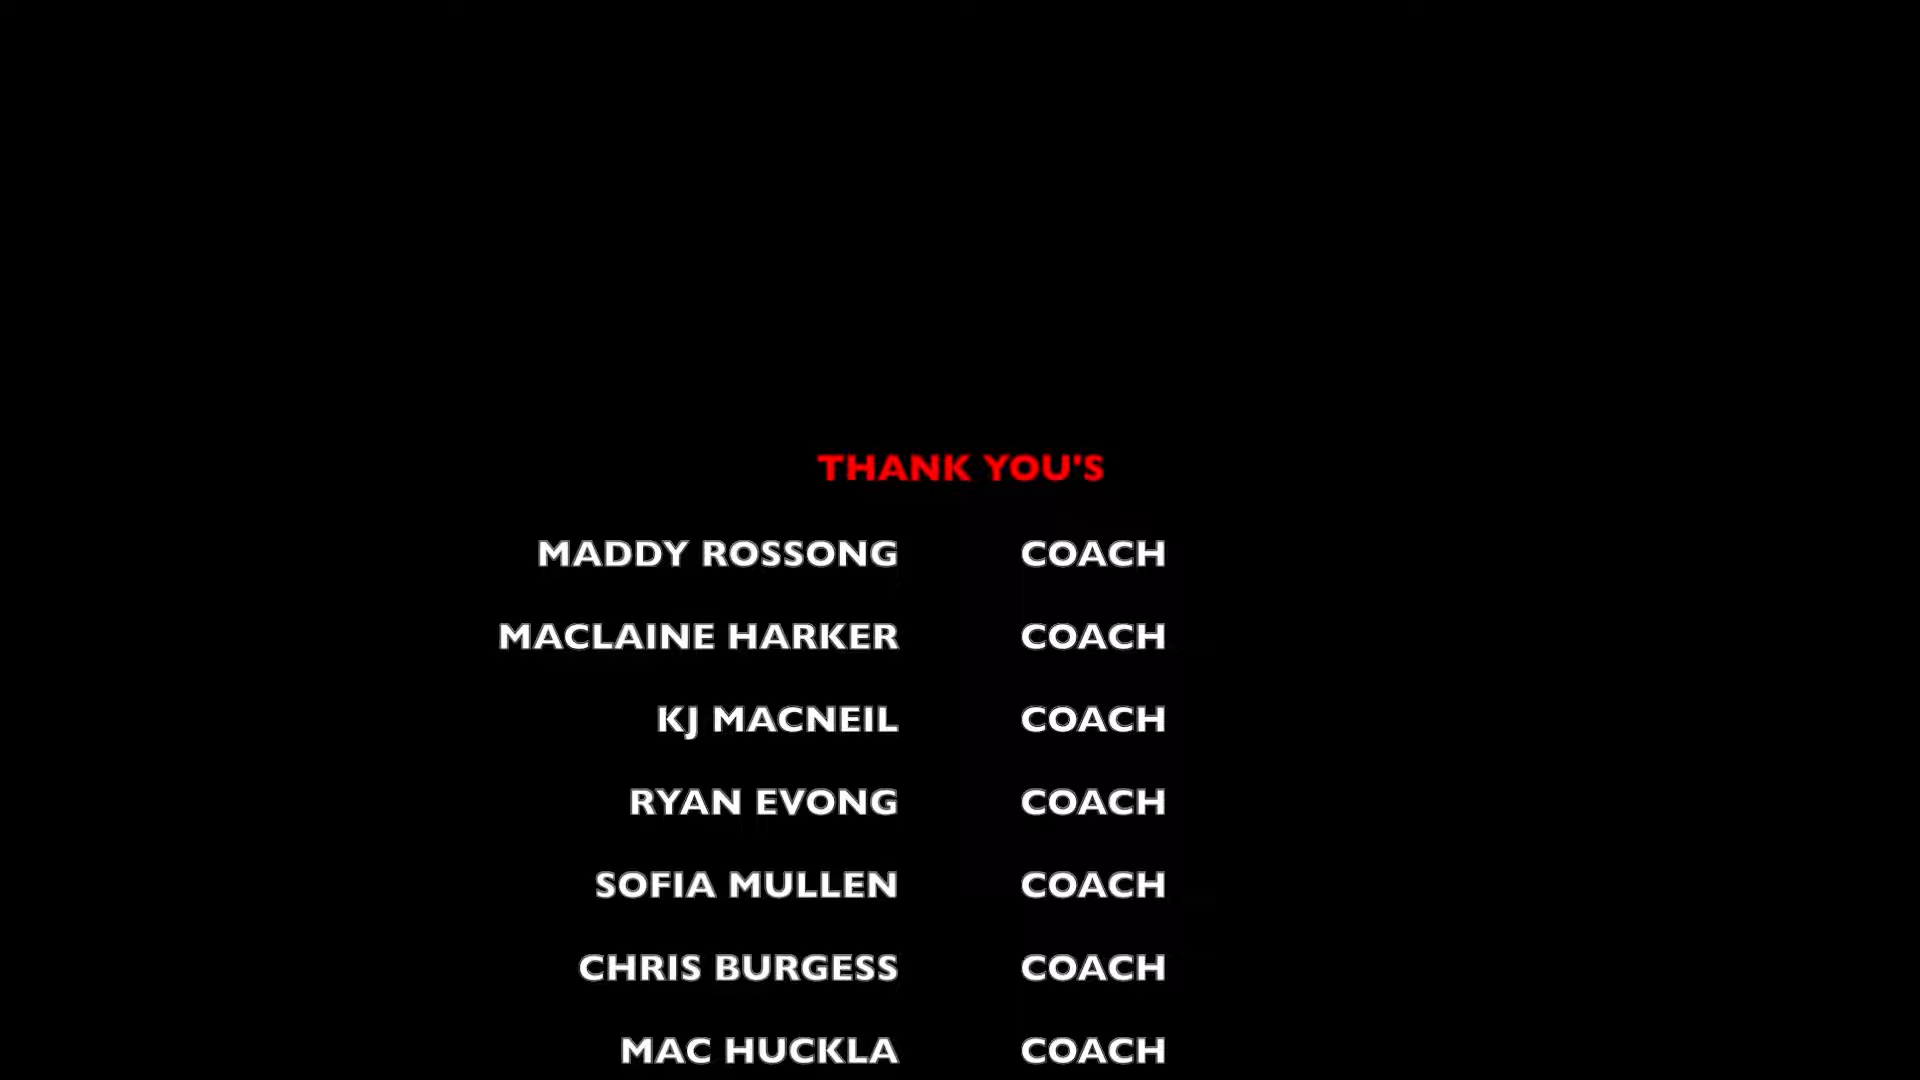 THANK YOU'S
MADDY ROSSONG COACH
MACLAINE HARKER COACH
KJ MACNEIL COACH
RYAN EVONG COACH
SOFIA MULLEN COACH
CHRIS BURGESS COACH
MAC HUCKLA COACH